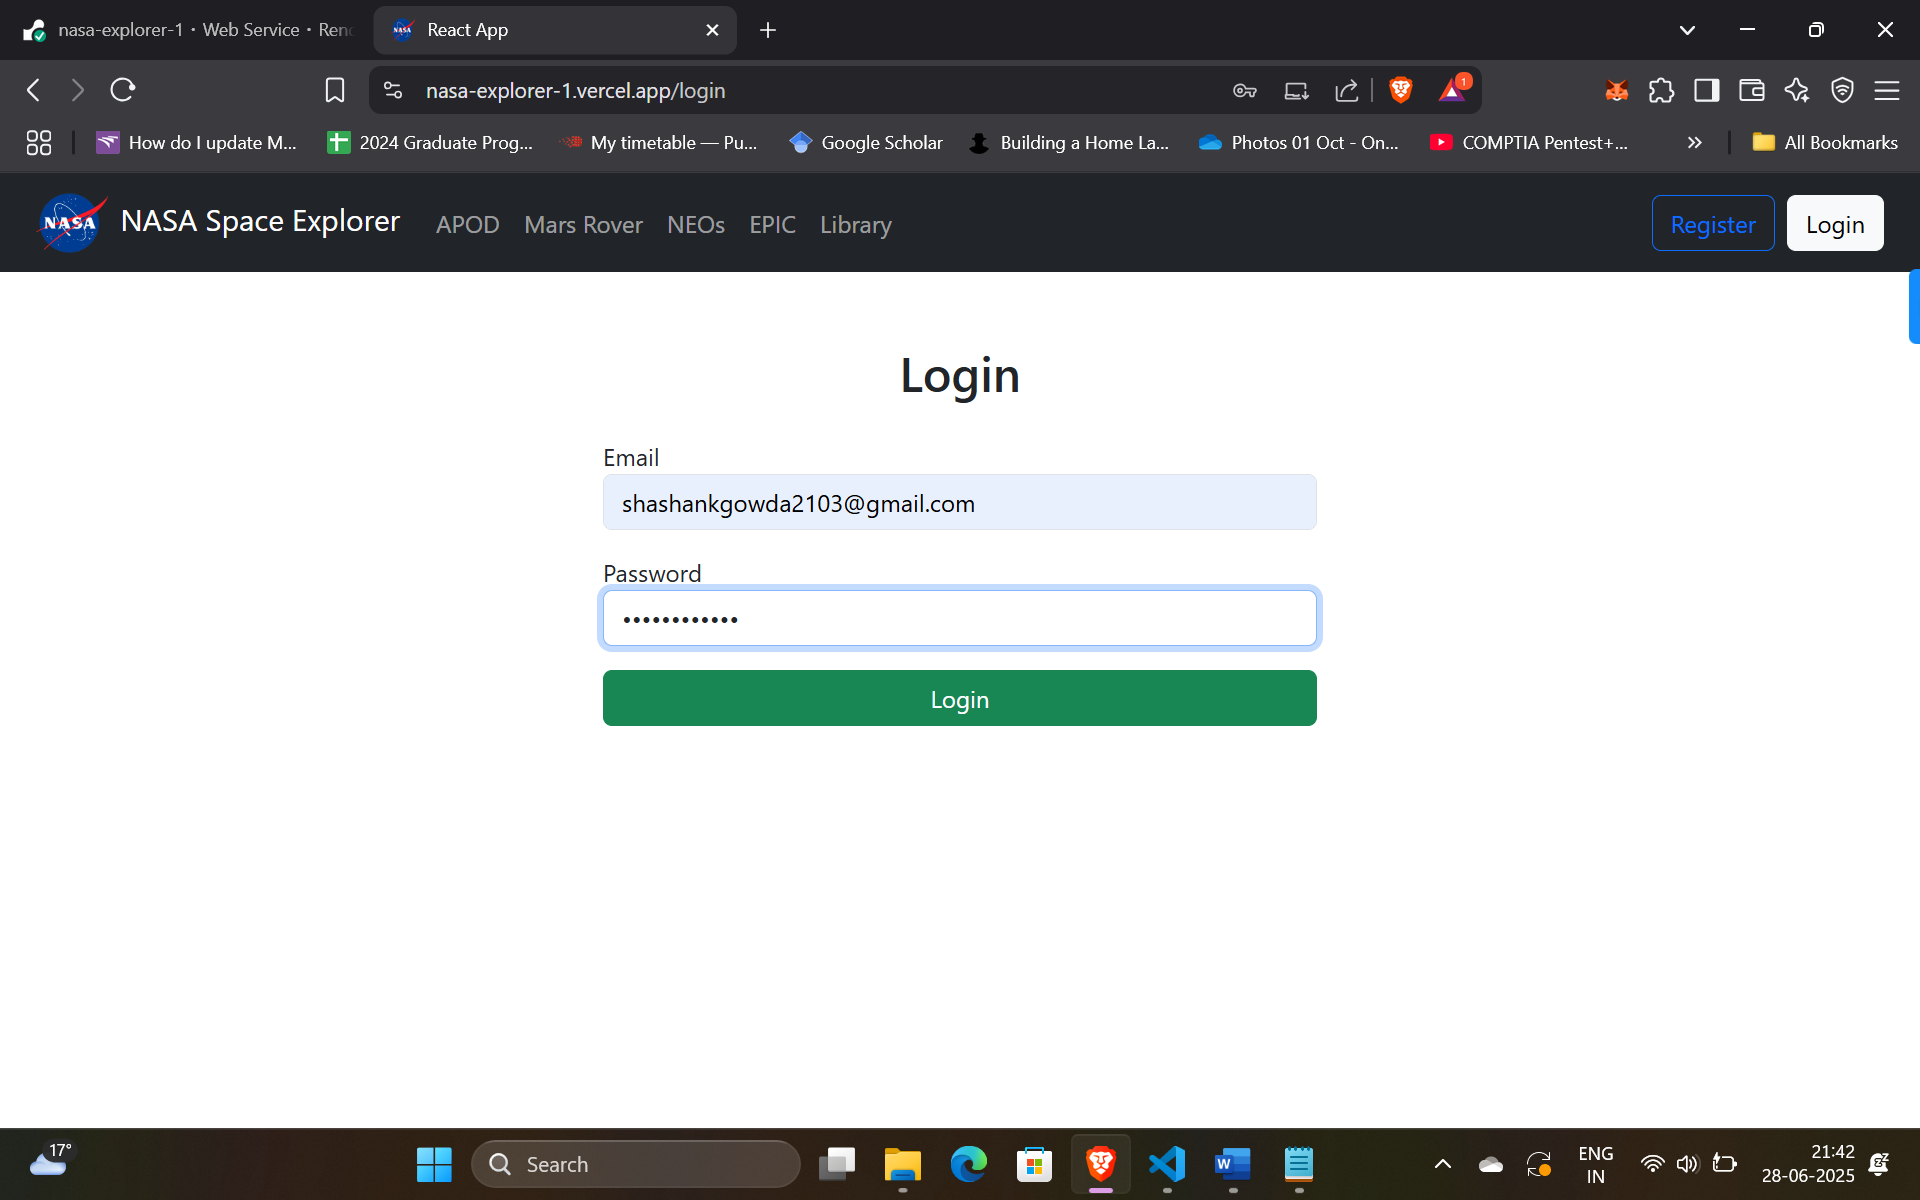 nasa-explorer-1 · Web Service · Ren
React App
nasa-explorer-1.vercel.app/login
1
How do I update M...
2024 Graduate Prog...
My timetable — Pu...
Google Scholar
Building a Home La...
Photos 01 Oct - On...
COMPTIA Pentest+...
All Bookmarks
NASA
NASA Space Explorer
APOD
Mars Rover
NEOs
EPIC
Library
Register
Login
Login
Email
shashankgowda2103@gmail.com
Password
••••••••••••
Login
17°
Search
ENG
IN
21:42
28-06-2025